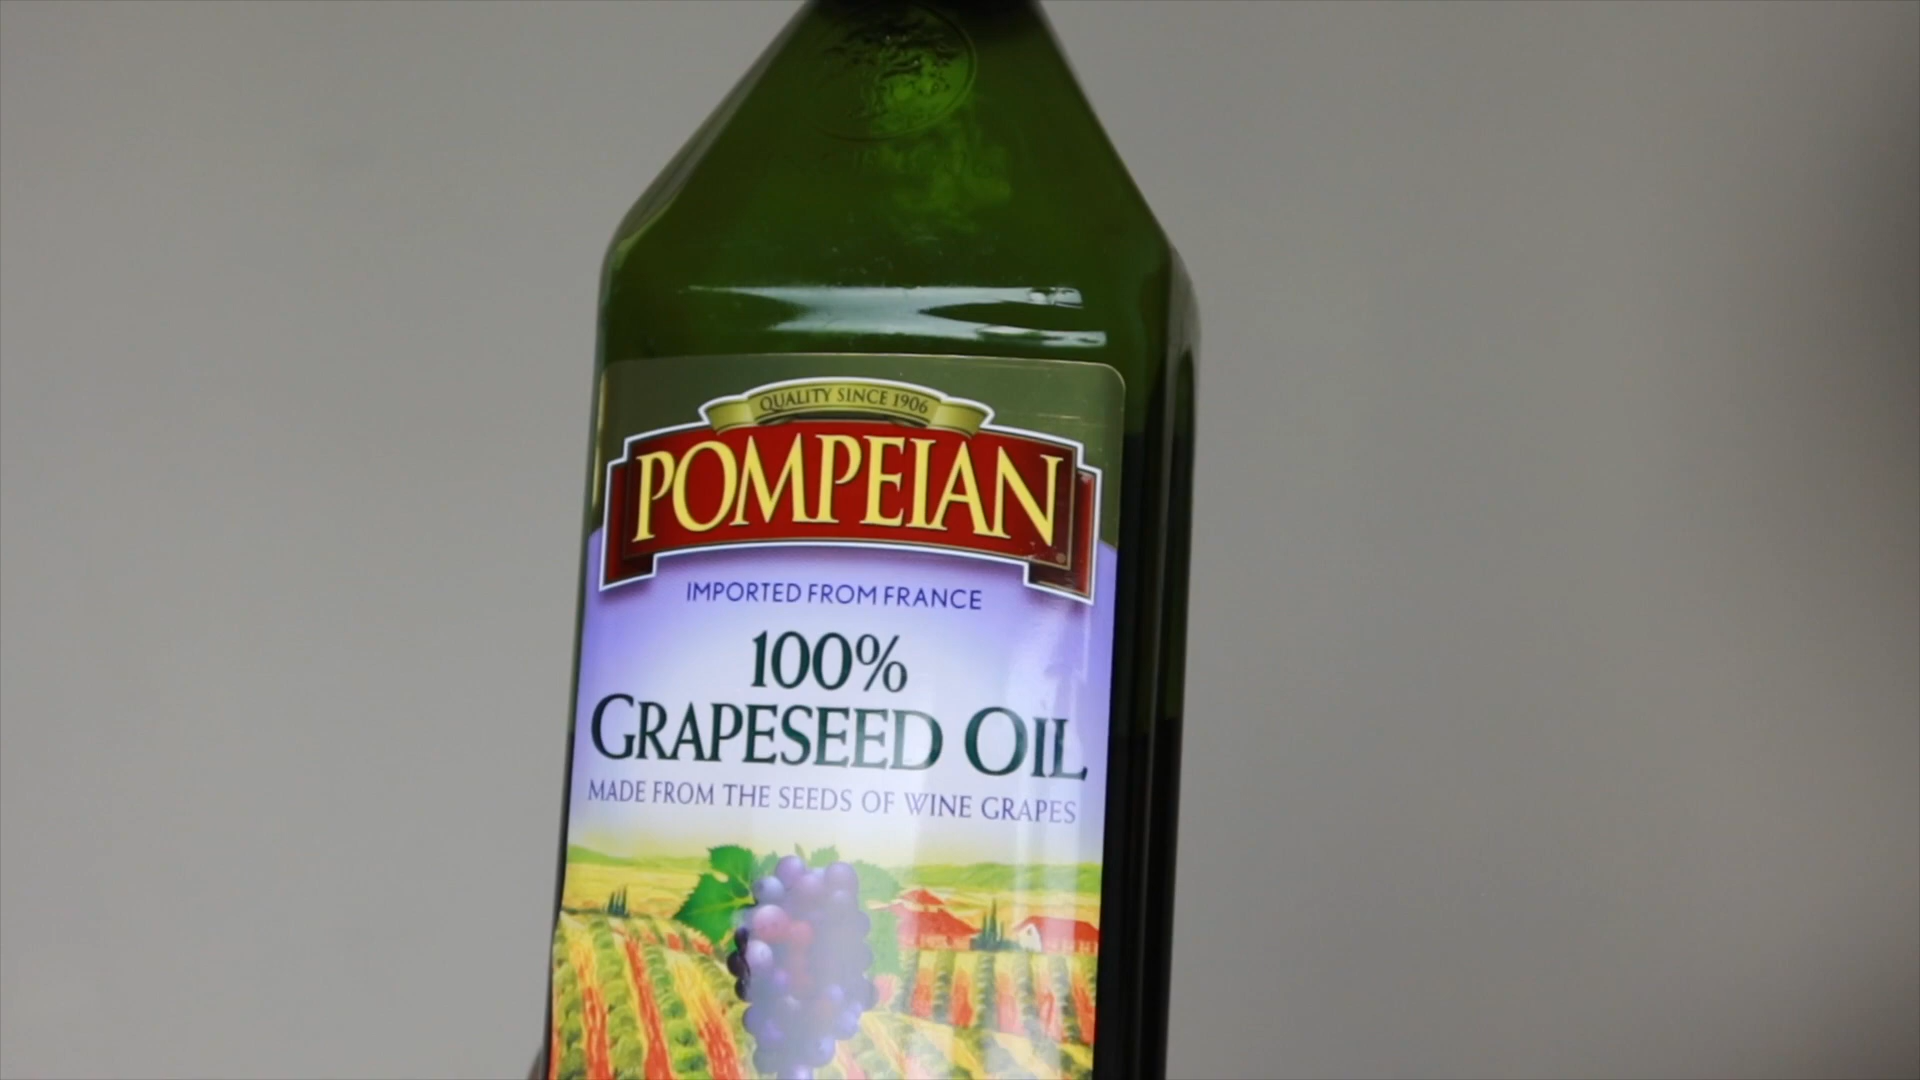 QUALITY SINCE 1906
POMPEIAN
IMPORTED FROM FRANCE
100%
GRAPESEED OIL
MADE FROM THE SEEDS OF WINE GRAPES